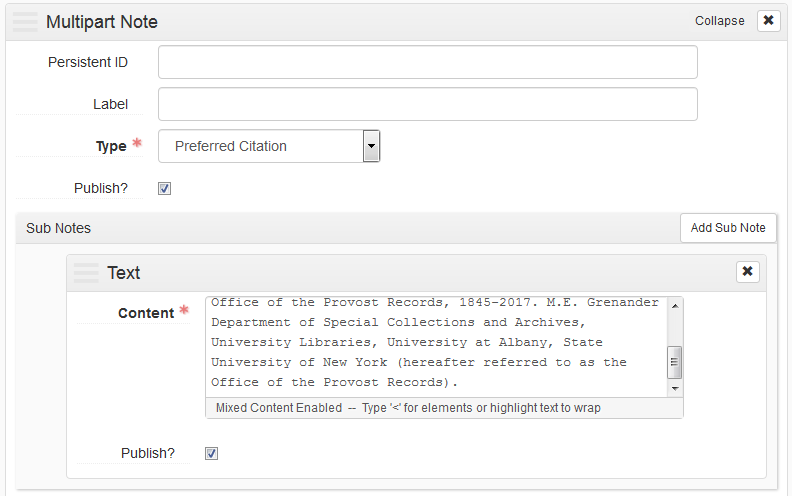 Multipart Note Collapse ✖
Persistent ID
Label
Type * Preferred Citation
Publish?
Sub Notes Add Sub Note
Text ✖
Content *
Office of the Provost Records, 1845-2017. M.E. Grenander
Department of Special Collections and Archives,
University Libraries, University at Albany, State
University of New York (hereafter referred to as the
Office of the Provost Records).
Mixed Content Enabled -- Type '<' for elements or highlight text to wrap
Publish?